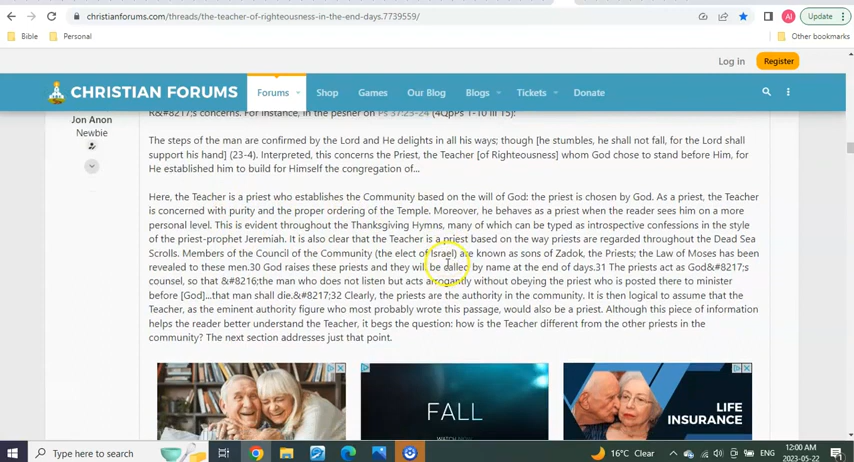 christianforums.com/threads/the-teacher-of-righteousness-in-the-end-days.7739559/
AI
Update
Bible
Personal
Other bookmarks
Log in
Register
CHRISTIAN FORUMS
Forums
Shop
Games
Our Blog
Blogs
Tickets
Donate
R&#8217;s concerns. For instance, in the pesher on Ps 37:23-24 (4QpPs 1-10 iii 15):
Jon Anon
Newbie
The steps of the man are confirmed by the Lord and He delights in all his ways; though [he stumbles, he shall not fall, for the Lord shall
support his hand] (23-4). Interpreted, this concerns the Priest, the Teacher [of Righteousness] whom God chose to stand before Him, for
He established him to build for Himself the congregation of...
Here, the Teacher is a priest who establishes the Community based on the will of God: the priest is chosen by God. As a priest, the Teacher
is concerned with purity and the proper ordering of the Temple. Moreover, he behaves as a priest when the reader sees him on a more
personal level. This is evident throughout the Thanksgiving Hymns, many of which can be typed as introspective confessions in the style
of the priest-prophet Jeremiah. It is also clear that the Teacher is a priest based on the way priests are regarded throughout the Dead Sea
Scrolls. Members of the Council of the Community (the elect of Israel) are known as sons of Zadok, the Priests; the Law of Moses has been
revealed to these men.30 God raises these priests and they will be called by name at the end of days.31 The priests act as God&#8217;s
counsel, so that &#8216;the man who does not listen but acts arrogantly without obeying the priest who is posted there to minister
before [God]...that man shall die.&#8217;32 Clearly, the priests are the authority in the community. It is then logical to assume that the
Teacher, as the eminent authority figure who most probably wrote this passage, would also be a priest. Although this piece of information
helps the reader better understand the Teacher, it begs the question: how is the Teacher different from the other priests in the
community? The next section addresses just that point.
FALL
LIFE
INSURANCE
Type here to search
16°C Clear
ENG
12:00 AM
2023-05-22